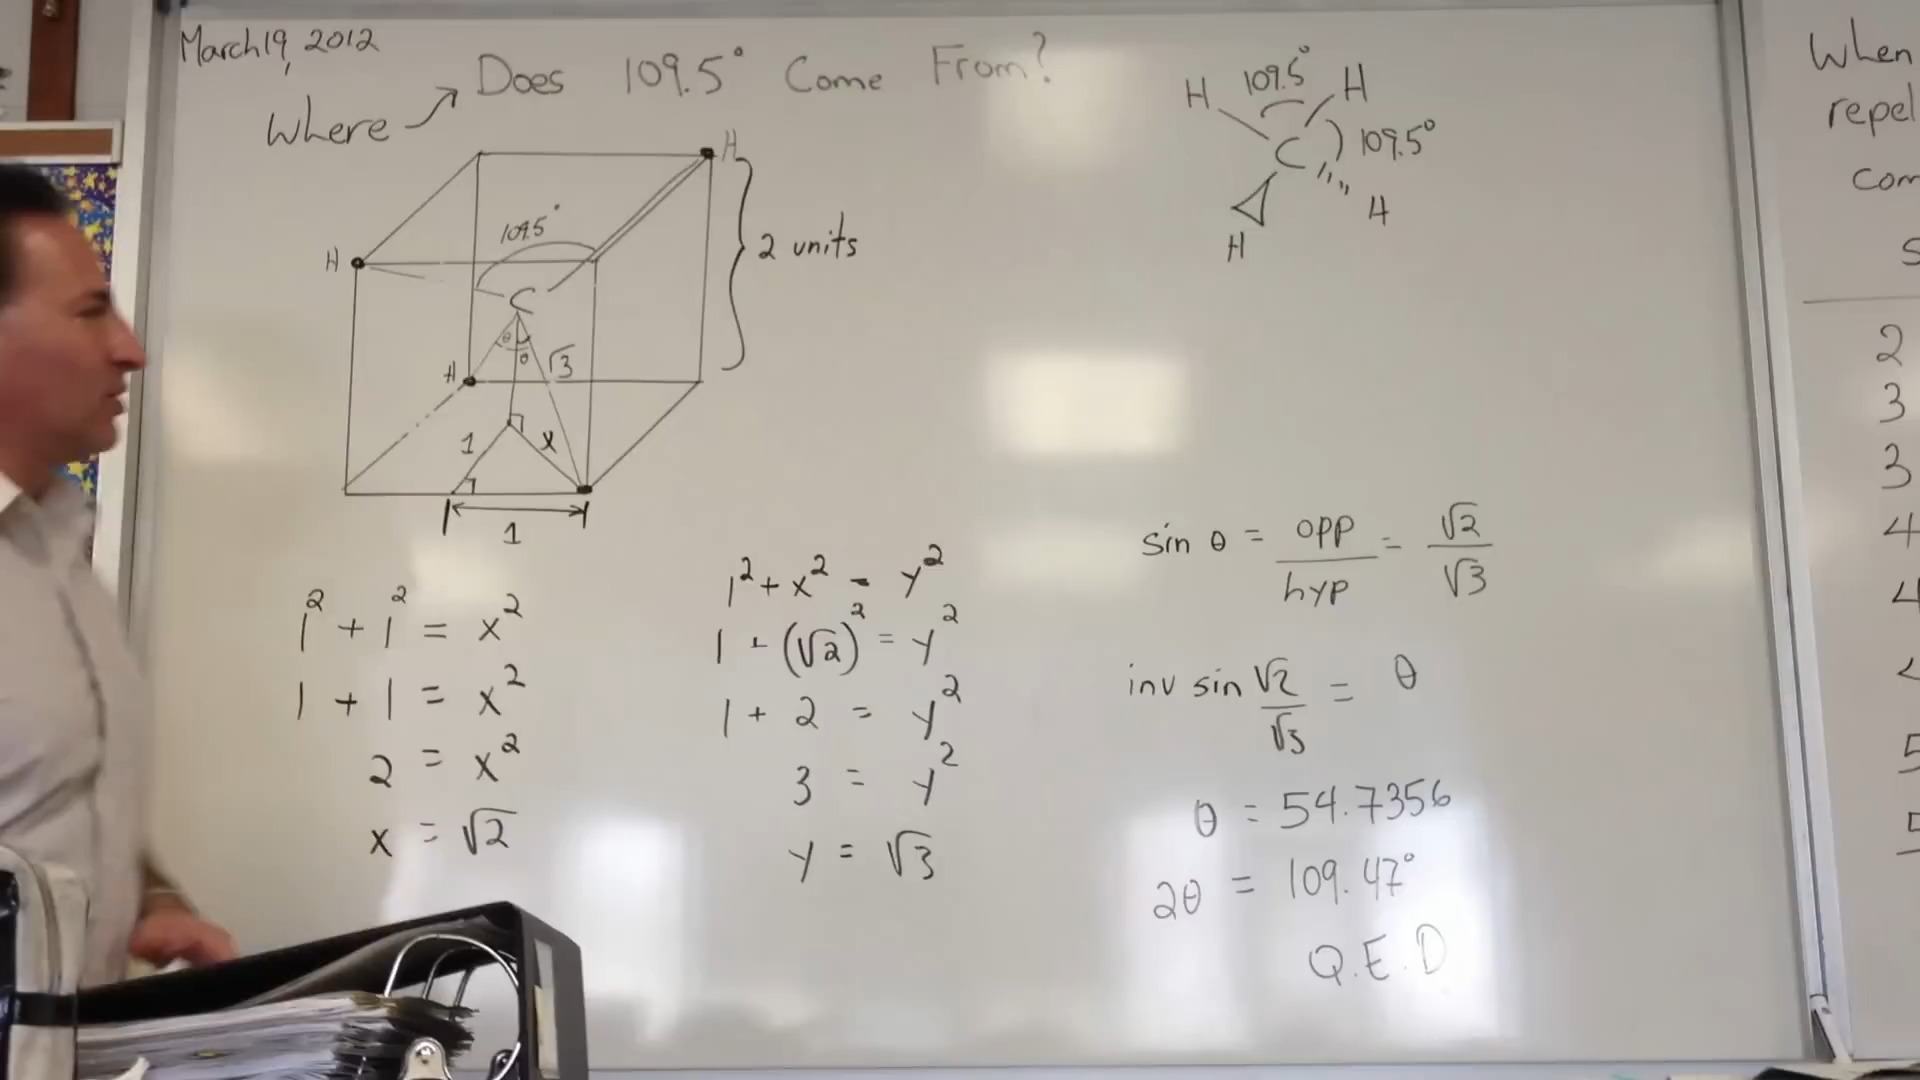 March 19, 2012
Where → Does 109.5° Come From?
H
H
109.5°
C
2 units
θ
θ
√3
H
1
x
1
H
109.5°
H
C
109.5°
H
H
1² + 1² = x²
1 + 1 = x²
2 = x²
x = √2
1² + x² = y²
1 + (√2)² = y²
1 + 2 = y²
3 = y²
y = √3
sin θ = opp/hyp = √2/√3
inv sin √2/√3 = θ
θ = 54.7356
2θ = 109.47°
Q.E.D
When
repel
com
2
3
3
4
4
5